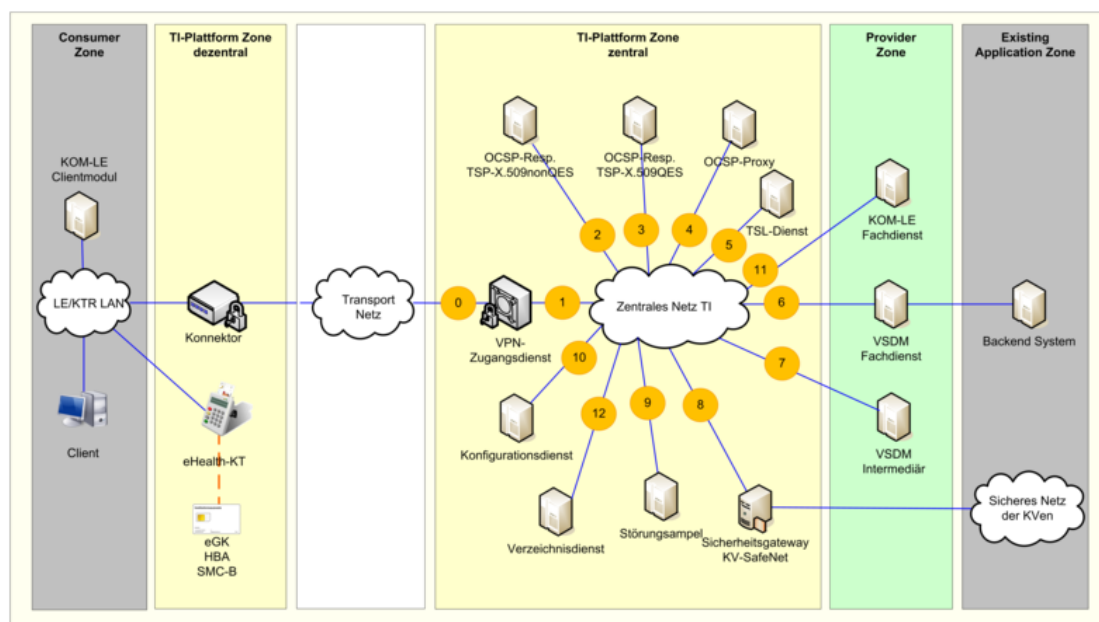 Consumer
Zone
TI-Plattform Zone
dezentral
TI-Plattform Zone
zentral
Provider
Zone
Existing
Application Zone
KOM-LE
Clientmodul
LE/KTR LAN
Client
Konnektor
eHealth-KT
eGK
HBA
SMC-B
Transport
Netz
0
VPN-
Zugangsdienst
1
OCSP-Resp.
TSP-X.509nonQES
OCSP-Resp.
TSP-X.509QES
OCSP-Proxy
TSL-Dienst
2
3
4
5
11
6
7
8
9
12
10
Zentrales Netz TI
Konfigurationsdienst
Verzeichnisdienst
Störungsampel
Sicherheitsgateway
KV-SafeNet
KOM-LE
Fachdienst
VSDM
Fachdienst
VSDM
Intermediär
Backend System
Sicheres Netz
der KVen